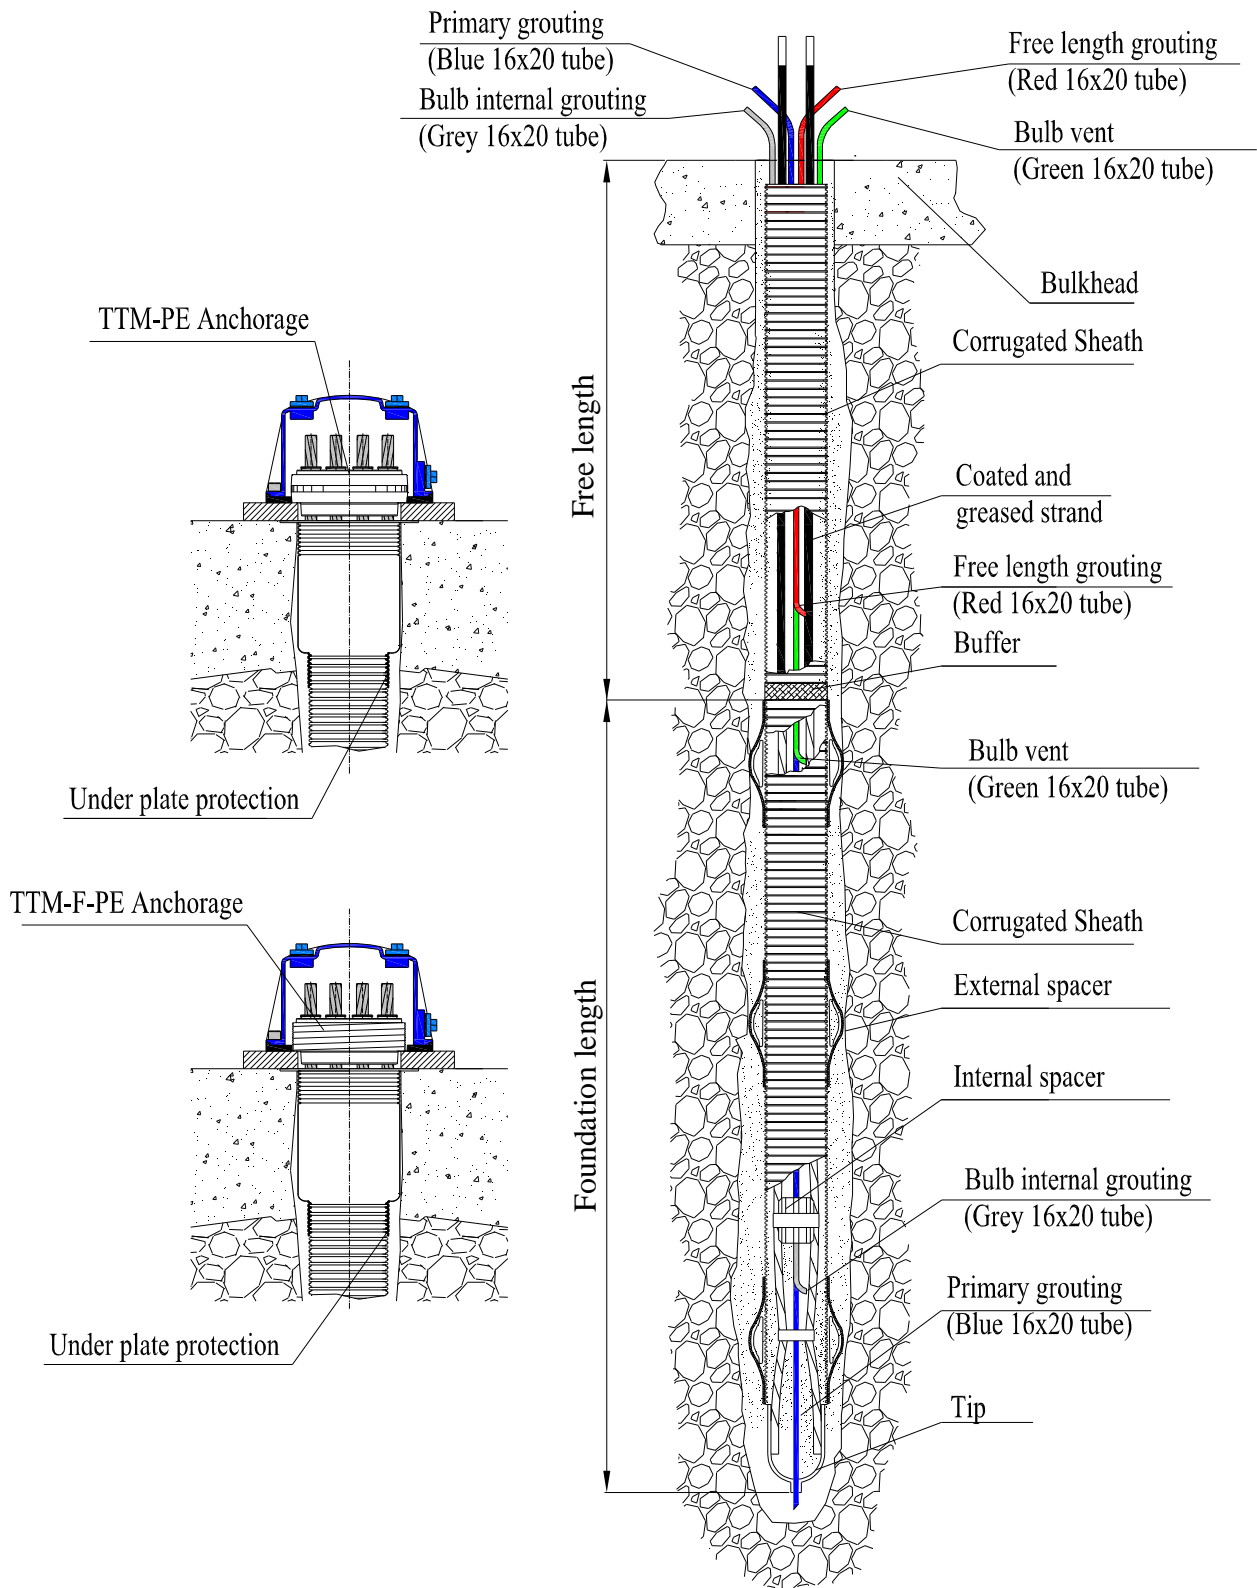 Primary grouting
(Blue 16x20 tube)
Bulb internal grouting
(Grey 16x20 tube)
Free length grouting
(Red 16x20 tube)
Bulb vent
(Green 16x20 tube)
Bulkhead
Corrugated Sheath
Free length
Coated and
greased strand
Free length grouting
(Red 16x20 tube)
Buffer
Bulb vent
(Green 16x20 tube)
Corrugated Sheath
External spacer
Foundation length
Internal spacer
Bulb internal grouting
(Grey 16x20 tube)
Primary grouting
(Blue 16x20 tube)
Tip
TTM-PE Anchorage
Under plate protection
TTM-F-PE Anchorage
Under plate protection